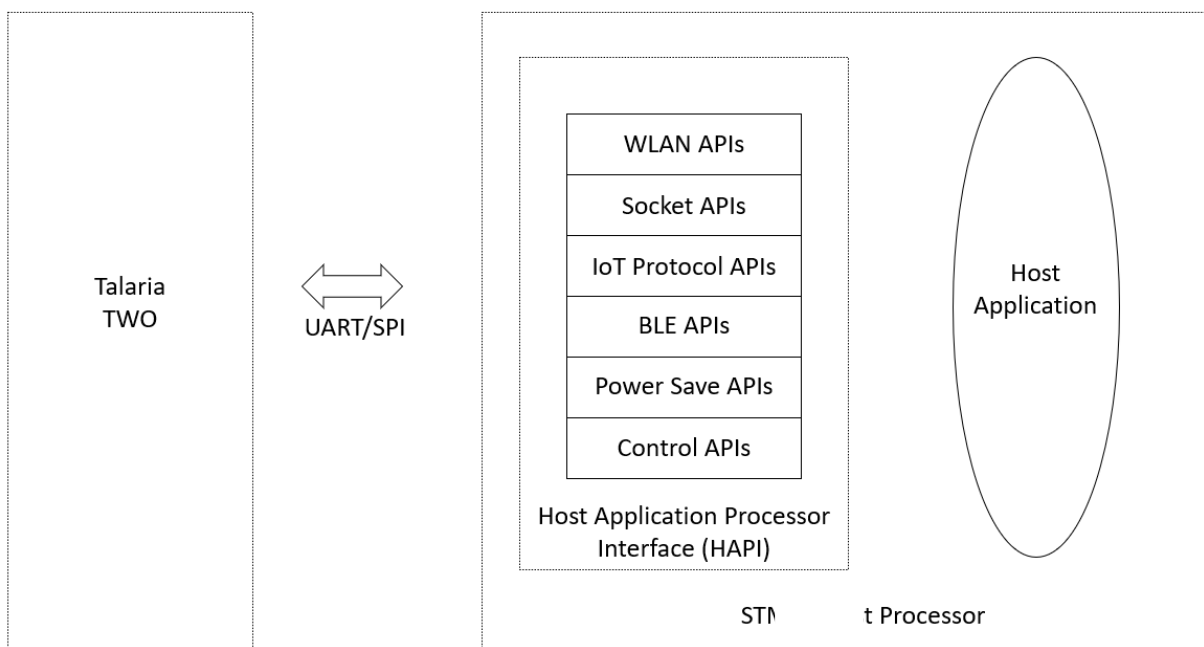 Talaria
TWO
UART/SPI
WLAN APIs
Socket APIs
IoT Protocol APIs
BLE APIs
Power Save APIs
Control APIs
Host Application Processor
Interface (HAPI)
Host
Application
Processor